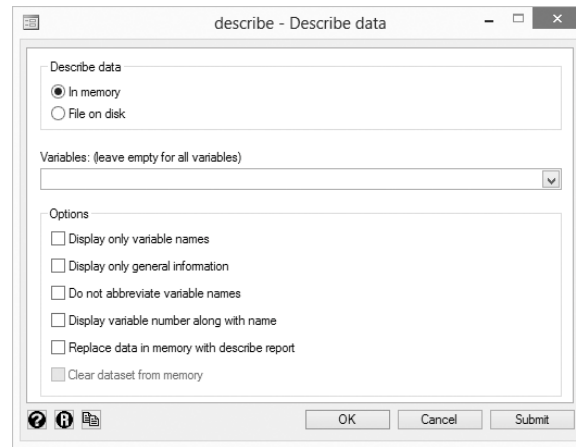 describe - Describe data
Describe data
In memory
File on disk
Variables: (leave empty for all variables)
Options
Display only variable names
Display only general information
Do not abbreviate variable names
Display variable number along with name
Replace data in memory with describe report
Clear dataset from memory
? R OK Cancel Submit